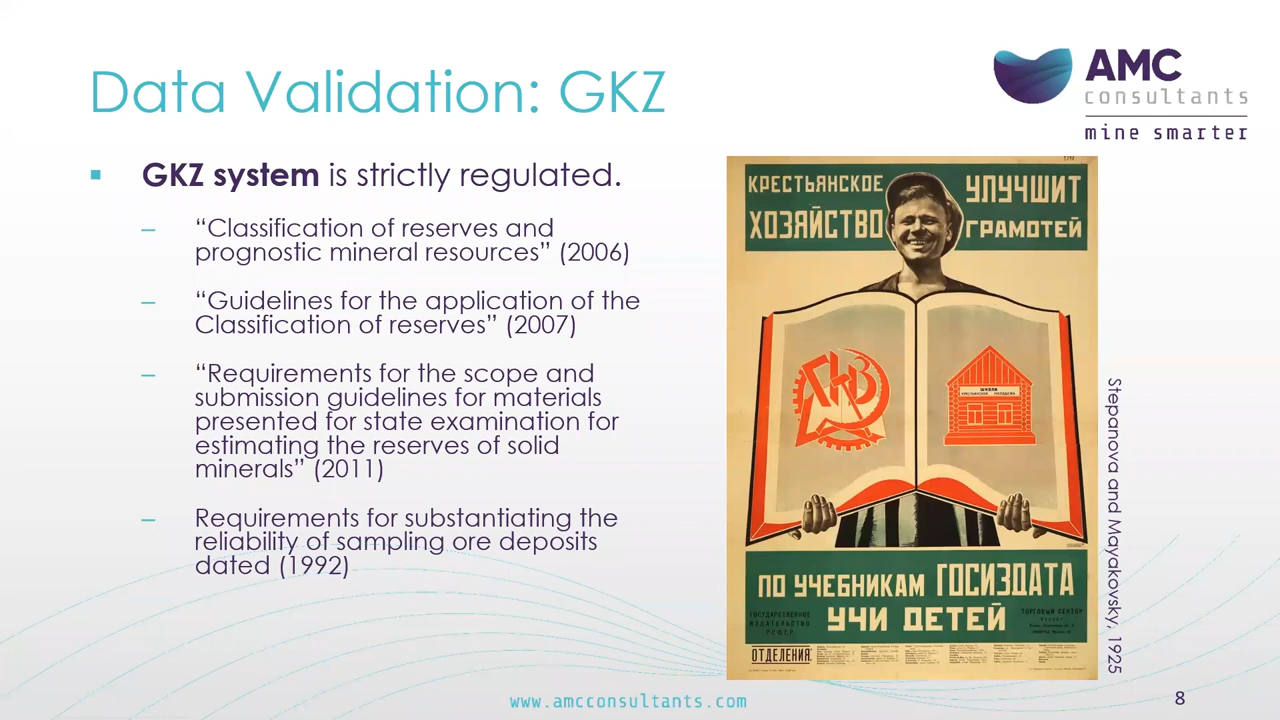 Data Validation: GKZ
AMC
consultants
mine smarter
▪ GKZ system is strictly regulated.
– “Classification of reserves and
prognostic mineral resources” (2006)
– “Guidelines for the application of the
Classification of reserves” (2007)
– “Requirements for the scope and
submission guidelines for materials
presented for state examination for
estimating the reserves of solid
minerals” (2011)
– Requirements for substantiating the
reliability of sampling ore deposits
dated (1992)
КРЕСТЬЯНСКОЕ
ХОЗЯЙСТВО
УЛУЧШИТ
ГРАМОТЕЙ
ГКЗ
ШКОЛА
КРЕСТЬЯНСКОЙ МОЛОДЕЖИ
ПО УЧЕБНИКАМ ГОСИЗДАТА
УЧИ ДЕТЕЙ
ГОСУДАРСТВЕННОЕ
ИЗДАТЕЛЬСТВО
РСФСР
ТОРГОВЫЙ СЕКТОР
ОТДЕЛЕНИЯ
Stepanova and Mayakovsky, 1925
www.amcconsultants.com
8